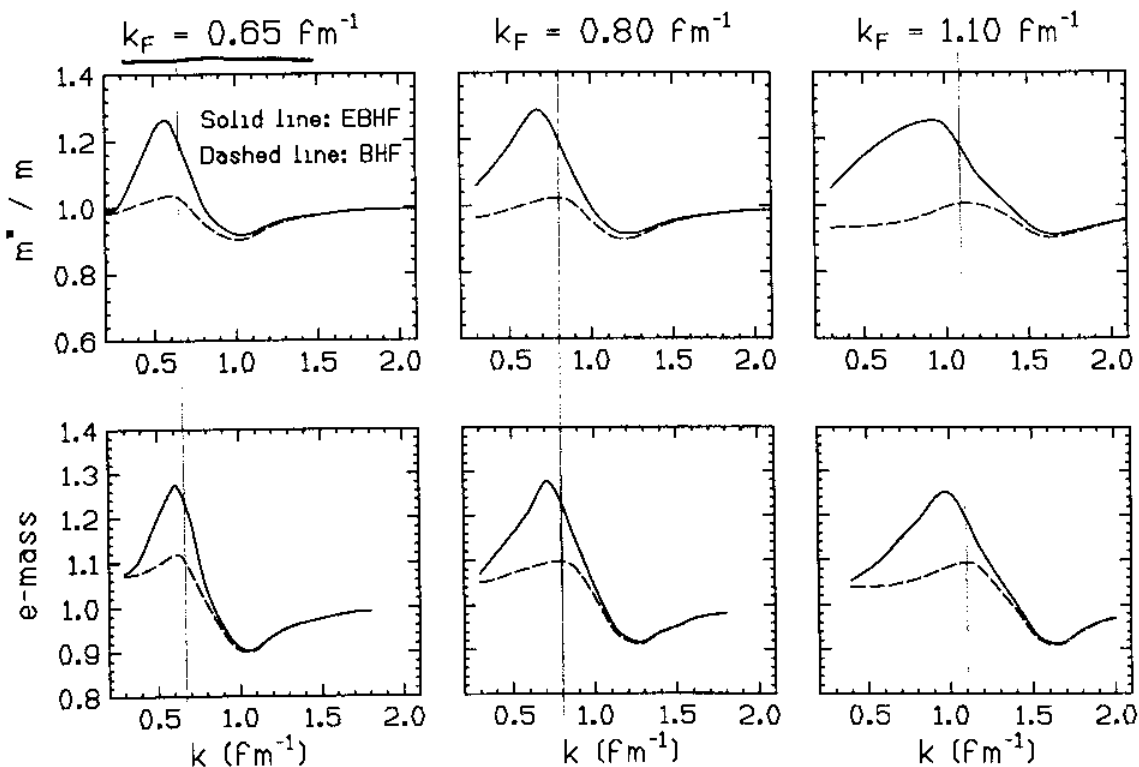 k_F = 0.65 fm⁻¹
k_F = 0.80 fm⁻¹
k_F = 1.10 fm⁻¹
1.4
1.2
1.0
0.8
0.6
m* / m
Solid line: EBHF
Dashed line: BHF
0.5 1.0 1.5 2.0
0.5 1.0 1.5 2.0
0.5 1.0 1.5 2.0
1.4
1.3
1.2
1.1
1.0
0.9
0.8
e-mass
0.5 1.0 1.5 2.0
0.5 1.0 1.5 2.0
0.5 1.0 1.5 2.0
k (fm⁻¹)
k (fm⁻¹)
k (fm⁻¹)